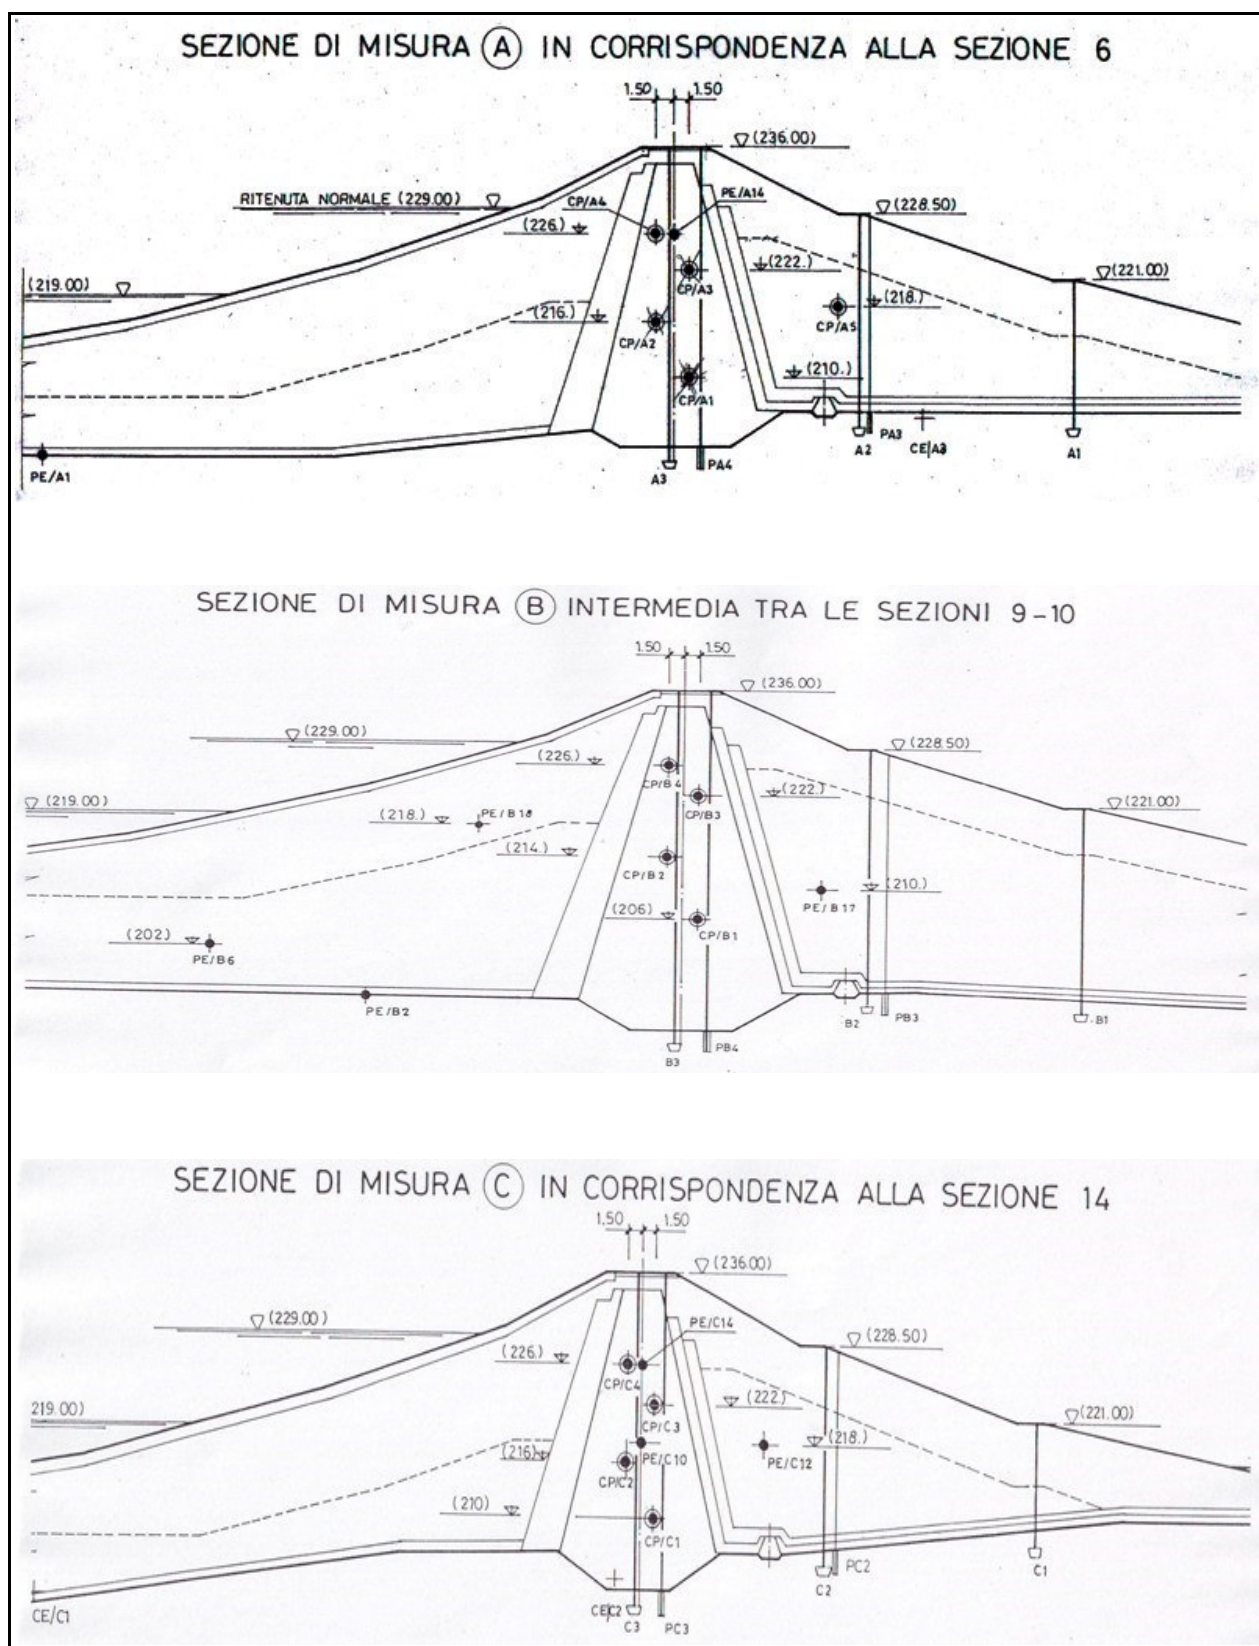 SEZIONE DI MISURA A IN CORRISPONDENZA ALLA SEZIONE 6
1.50 1.50
(236.00)
RITENUTA NORMALE (229.00)
CP/A4
PE/A14
(228.50)
(226.)
(222.)
CP/A3
(221.00)
(219.00)
(216.)
CP/A2
(218.)
CP/A5
(210.)
CP/A1
PE/A1
A3
PA4
A2
PA3
CE/A3
A1
SEZIONE DI MISURA B INTERMEDIA TRA LE SEZIONI 9-10
1.50 1.50
(236.00)
(229.00)
(228.50)
(226.)
CP/B4
(222.)
CP/B3
(219.00)
(221.00)
(218.)
PE/B18
(214.)
CP/B2
(210.)
PE/B17
(206)
CP/B1
(202.)
PE/B6
PE/B2
B3
PB4
B2
PB3
B1
SEZIONE DI MISURA C IN CORRISPONDENZA ALLA SEZIONE 14
1.50 1.50
(236.00)
(229.00)
PE/C14
(228.50)
(226.)
CP/C4
(222.)
CP/C3
219.00)
(221.00)
(216)
CP/C2
PE/C10
PE/C12
(218.)
(210)
CP/C1
CE/C1
CE/C2
C3
PC3
C2
PC2
C1